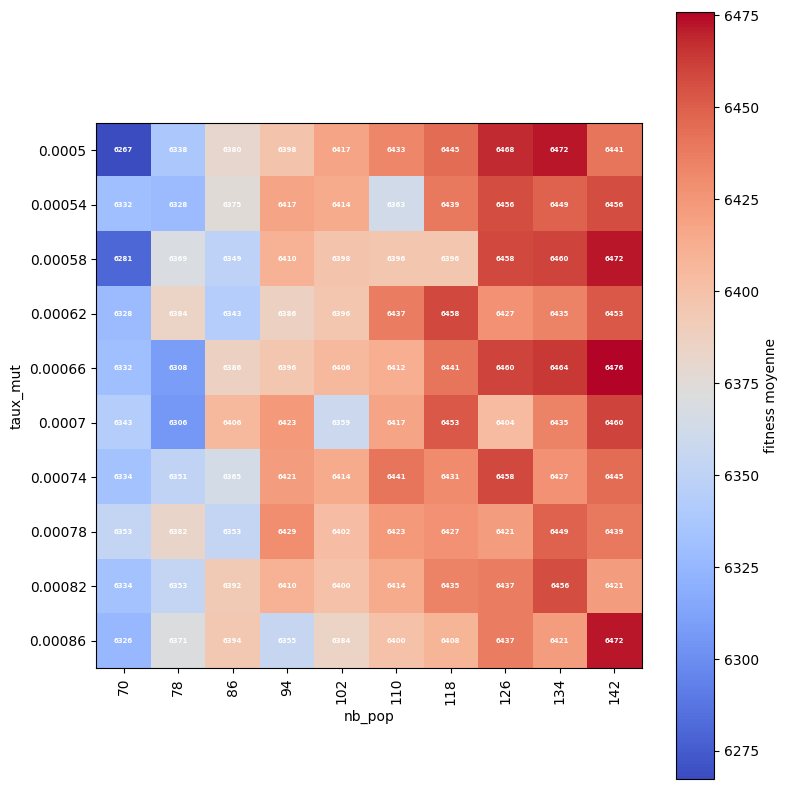 0.0005 6267 6338 6380 6398 6417 6433 6445 6468 6472 6441
0.00054 6332 6328 6375 6417 6414 6363 6439 6456 6449 6456
0.00058 6281 6369 6349 6410 6398 6396 6396 6458 6460 6472
0.00062 6328 6384 6343 6386 6396 6437 6458 6427 6435 6453
0.00066 6332 6308 6386 6396 6406 6412 6441 6460 6464 6476
0.0007 6343 6306 6406 6423 6359 6417 6453 6404 6435 6460
0.00074 6334 6351 6365 6421 6414 6441 6431 6458 6427 6445
0.00078 6353 6382 6353 6429 6402 6423 6427 6421 6449 6439
0.00082 6334 6353 6392 6410 6400 6414 6435 6437 6456 6421
0.00086 6326 6371 6394 6355 6384 6400 6408 6437 6421 6472
70 78 86 94 102 110 118 126 134 142
nb_pop
taux_mut
6475
6450
6425
6400
6375
6350
6325
6300
6275
fitness moyenne